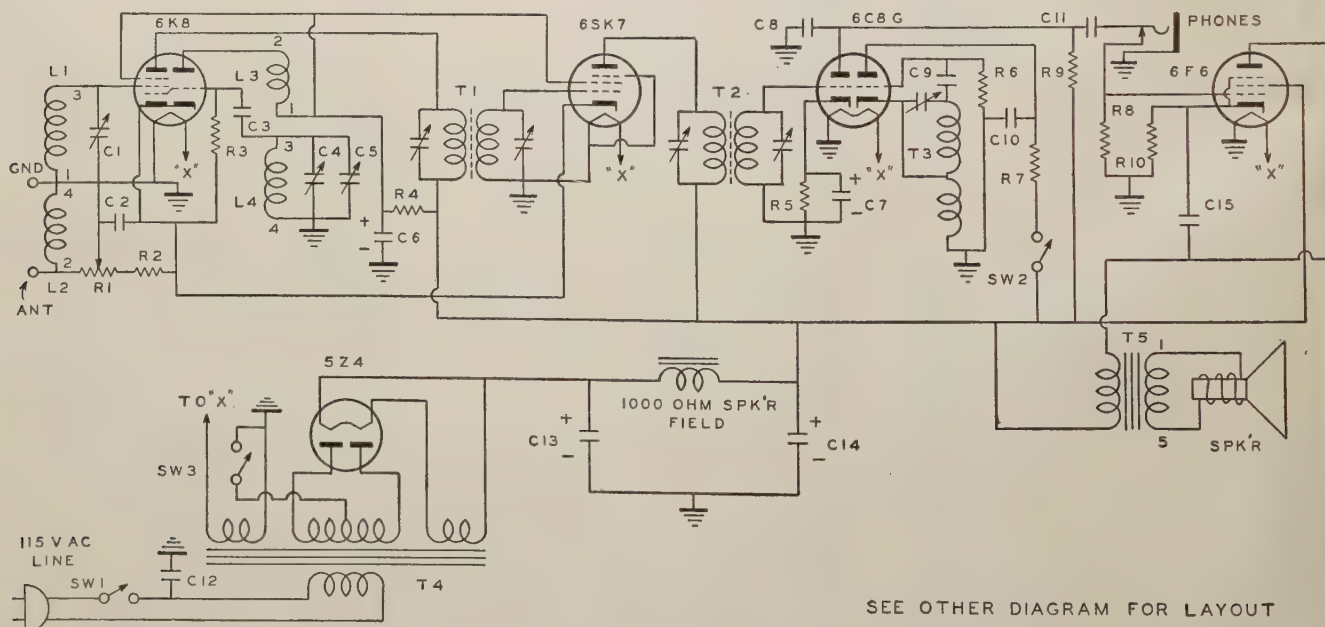 6K8
6SK7
C8
6C8G
C11
PHONES
L1
3
2
L3
1
T1
T2
C9
R6
R9
6F6
C1
"X"
R3
C3
3
C4
C5
"X"
"X"
T3
C10
R8
R10
"X"
GND
1
4
L4
4
R4
R5
+
- C7
R7
C2
+
-
C6
C15
2
R2
SW2
L2
R1
ANT
5Z4
T5
1
TO "X"
1000 OHM SPK'R
FIELD
+
C13
-
+
C14
-
5
SPK'R
SW3
115 V AC
LINE
SW1
C12
T4
SEE OTHER DIAGRAM FOR LAYOUT